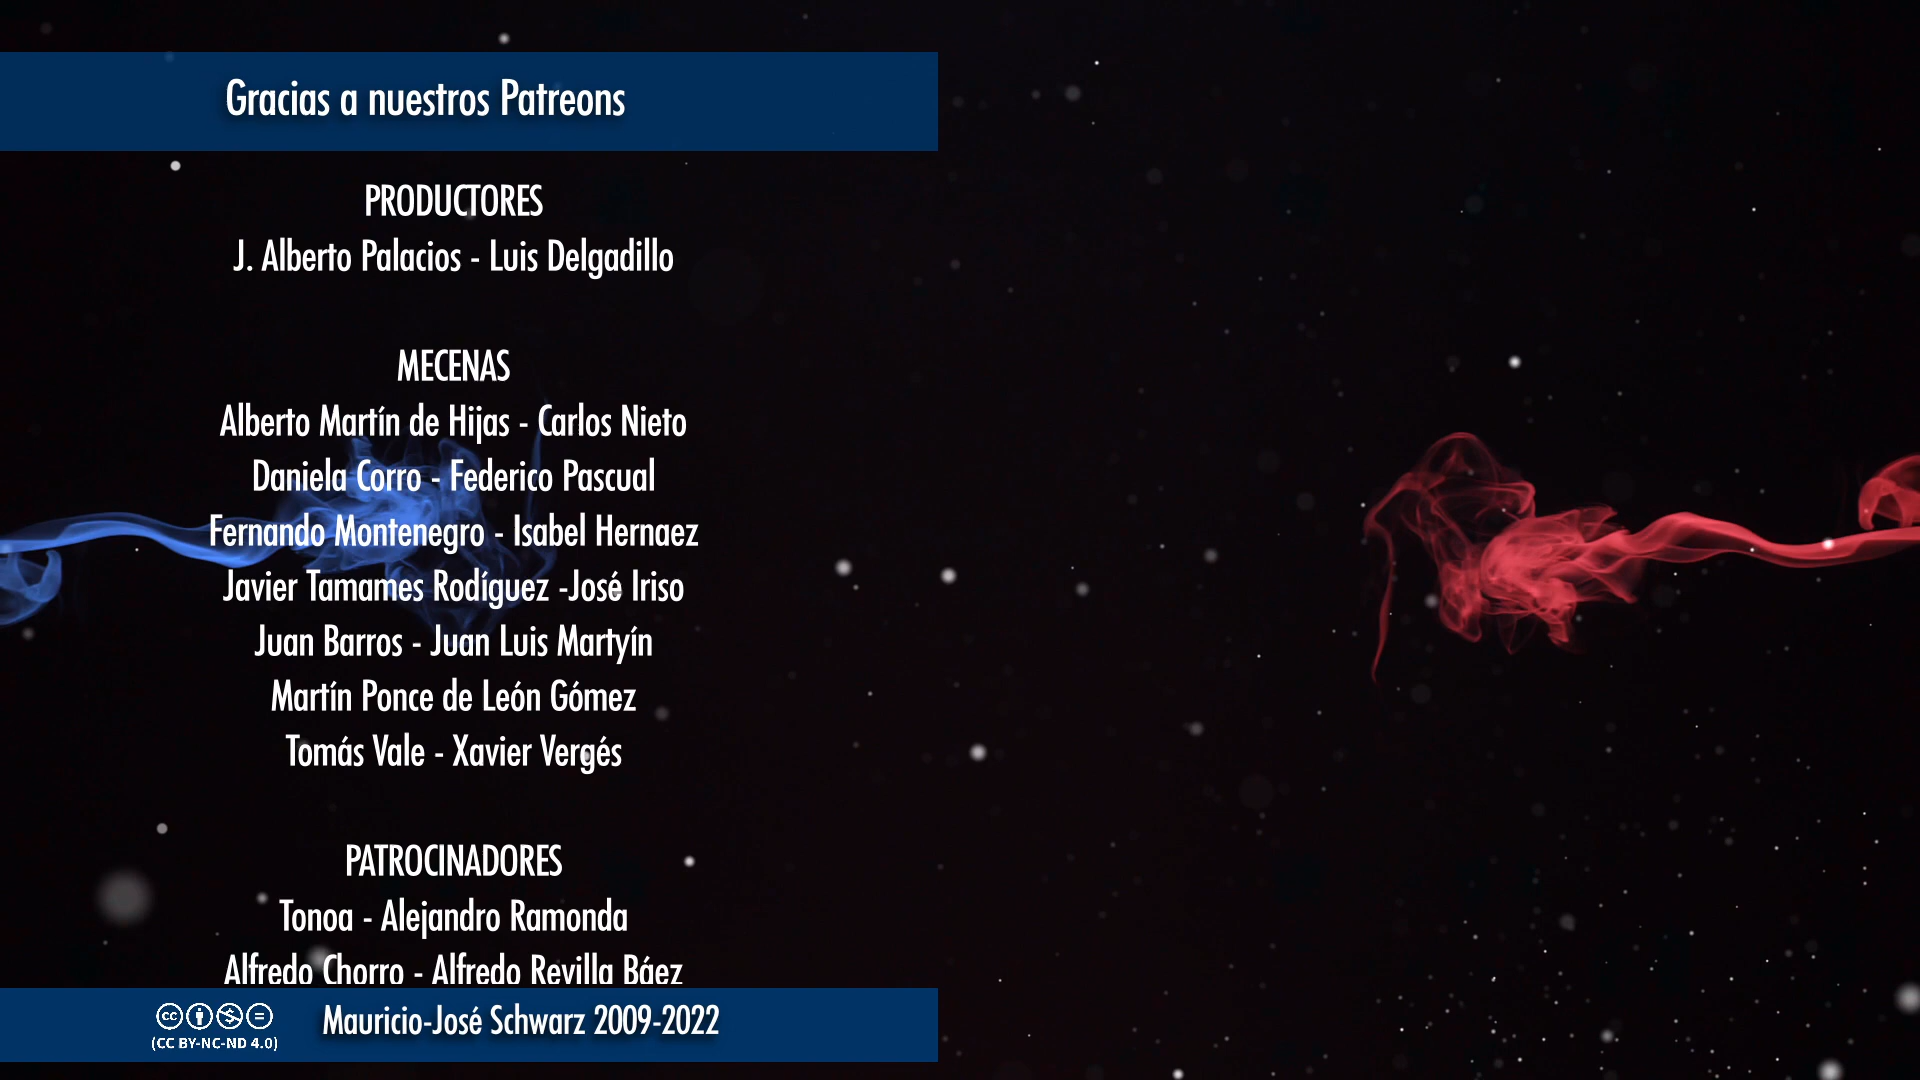 Gracias a nuestros Patreons
PRODUCTORES
J. Alberto Palacios - Luis Delgadillo
MECENAS
Alberto Martín de Hijas - Carlos Nieto
Daniela Corro - Federico Pascual
Fernando Montenegro - Isabel Hernaez
Javier Tamames Rodíguez -José Iriso
Juan Barros - Juan Luis Martyín
Martín Ponce de León Gómez
Tomás Vale - Xavier Vergés
PATROCINADORES
Tonoa - Alejandro Ramonda
Alfredo Chorro - Alfredo Revilla Báez
Mauricio-José Schwarz 2009-2022
(CC BY-NC-ND 4.0)